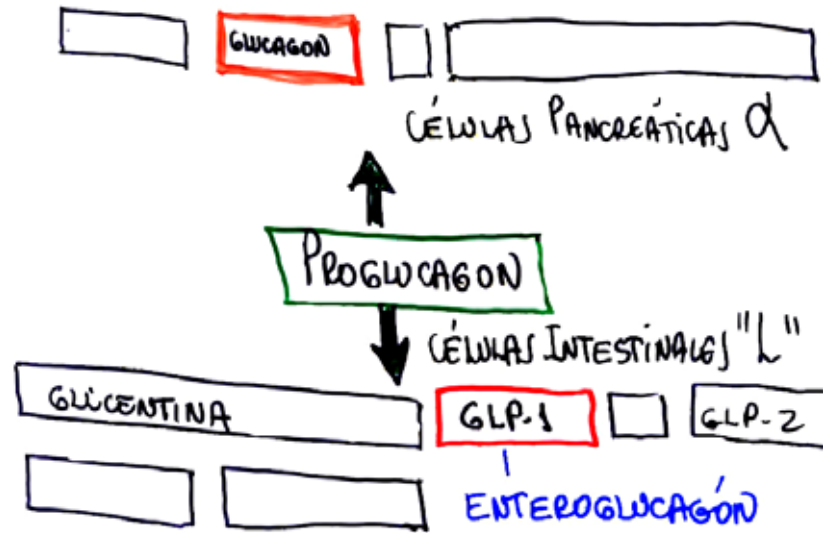 GLUCAGON
CÉLULAS PANCREÁTICAS α
PROGLUCAGON
CÉLULAS INTESTINALES "L"
GLICENTINA
GLP-1
GLP-2
ENTEROGLUCAGÓN